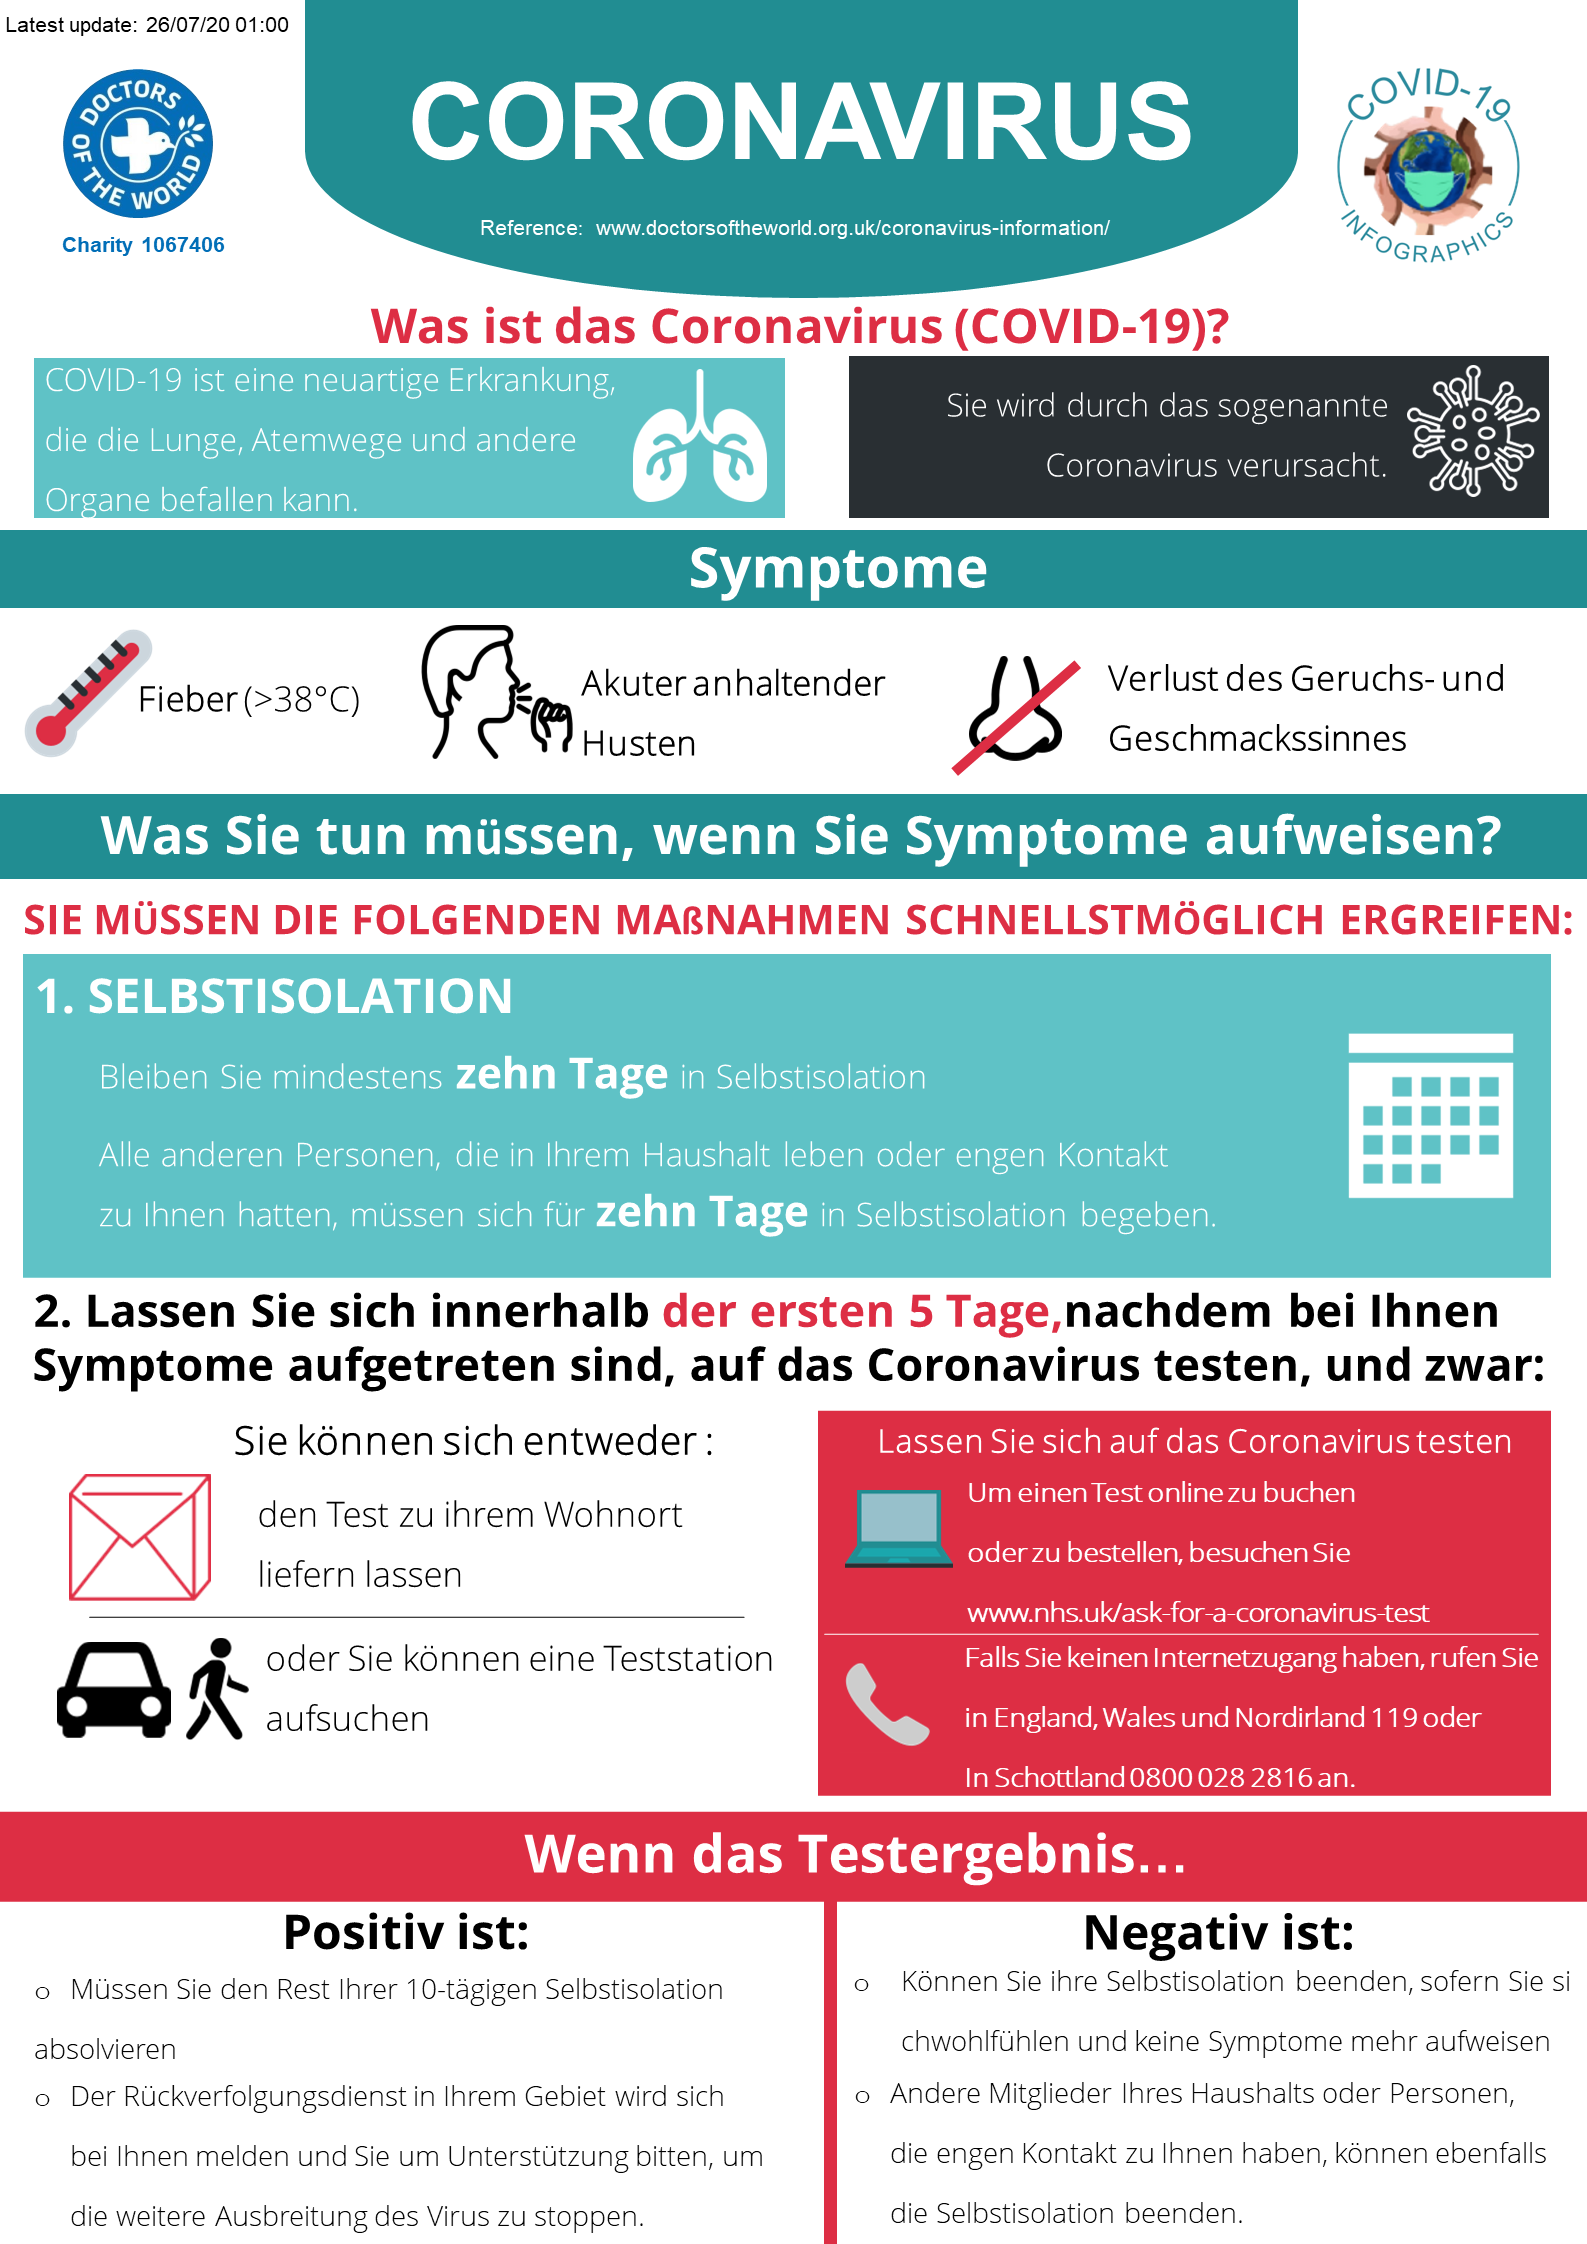 Latest update: 26/07/20 01:00
DOCTORS OF THE WORLD
Charity 1067406
CORONAVIRUS
Reference: www.doctorsoftheworld.org.uk/coronavirus-information/
COVID-19
INFOGRAPHICS
Was ist das Coronavirus (COVID-19)?
COVID-19 ist eine neuartige Erkrankung,
die die Lunge, Atemwege und andere
Organe befallen kann.
Sie wird durch das sogenannte
Coronavirus verursacht.
Symptome
Fieber (>38°C)
Akuter anhaltender
Husten
Verlust des Geruchs- und
Geschmackssinnes
Was Sie tun müssen, wenn Sie Symptome aufweisen?
SIE MÜSSEN DIE FOLGENDEN MAßNAHMEN SCHNELLSTMÖGLICH ERGREIFEN:
1. SELBSTISOLATION
Bleiben Sie mindestens zehn Tage in Selbstisolation
Alle anderen Personen, die in Ihrem Haushalt leben oder engen Kontakt
zu Ihnen hatten, müssen sich für zehn Tage in Selbstisolation begeben.
2. Lassen Sie sich innerhalb der ersten 5 Tage,nachdem bei Ihnen
Symptome aufgetreten sind, auf das Coronavirus testen, und zwar:
Sie können sich entweder :
den Test zu ihrem Wohnort
liefern lassen
oder Sie können eine Teststation
aufsuchen
Lassen Sie sich auf das Coronavirus testen
Um einen Test online zu buchen
oder zu bestellen, besuchen Sie
www.nhs.uk/ask-for-a-coronavirus-test
Falls Sie keinen Internetzugang haben, rufen Sie
in England, Wales und Nordirland 119 oder
In Schottland 0800 028 2816 an.
Wenn das Testergebnis...
Positiv ist:
o Müssen Sie den Rest Ihrer 10-tägigen Selbstisolation
absolvieren
o Der Rückverfolgungsdienst in Ihrem Gebiet wird sich
bei Ihnen melden und Sie um Unterstützung bitten, um
die weitere Ausbreitung des Virus zu stoppen.
Negativ ist:
o Können Sie ihre Selbstisolation beenden, sofern Sie si
chwohlfühlen und keine Symptome mehr aufweisen
o Andere Mitglieder Ihres Haushalts oder Personen,
die engen Kontakt zu Ihnen haben, können ebenfalls
die Selbstisolation beenden.